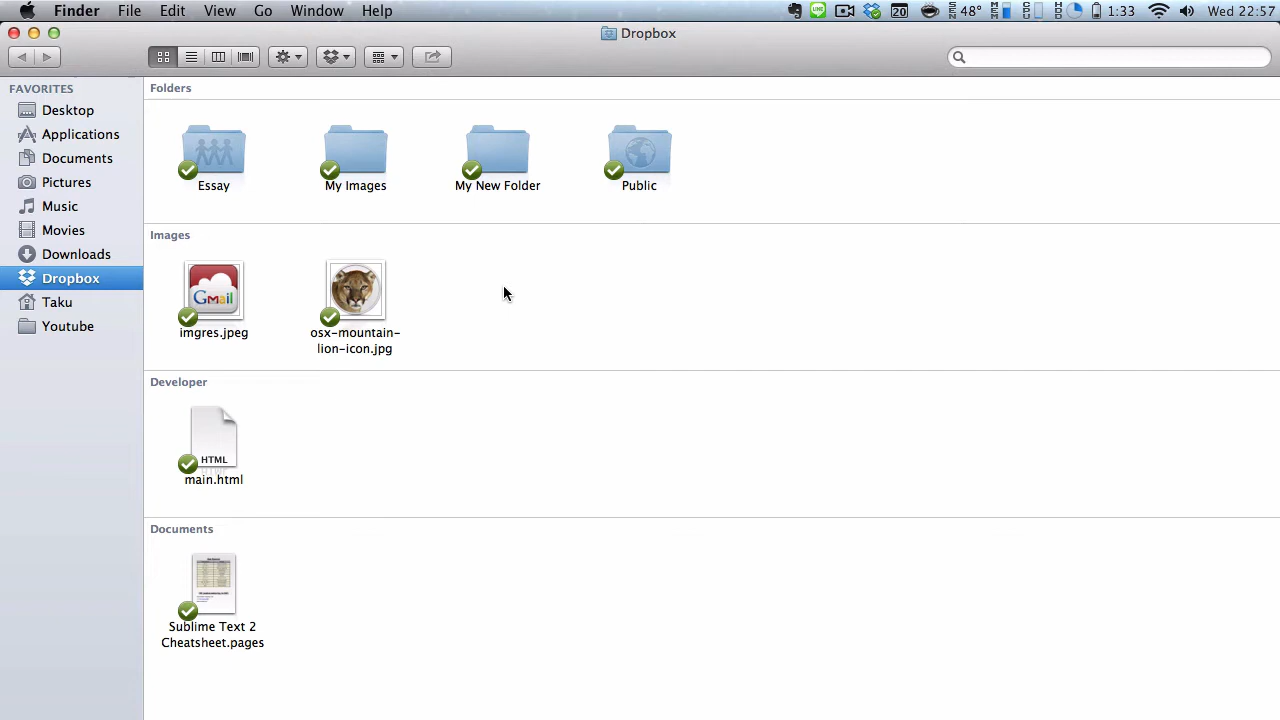 Finder File Edit View Go Window Help 20 48° 1:33 Wed 22:57
Dropbox
FAVORITES
Desktop
Applications
Documents
Pictures
Music
Movies
Downloads
Dropbox
Taku
Youtube
Folders
Essay My Images My New Folder Public
Images
Gmail
imgres.jpeg osx-mountain-
lion-icon.jpg
Developer
HTML
main.html
Documents
Sublime Text 2
Cheatsheet.pages